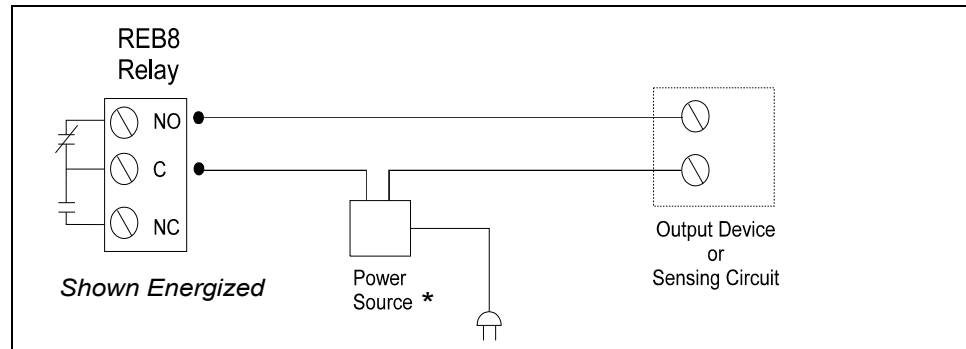 REB8
Relay
NO
C
NC
Shown Energized
Power
Source *
Output Device
or
Sensing Circuit